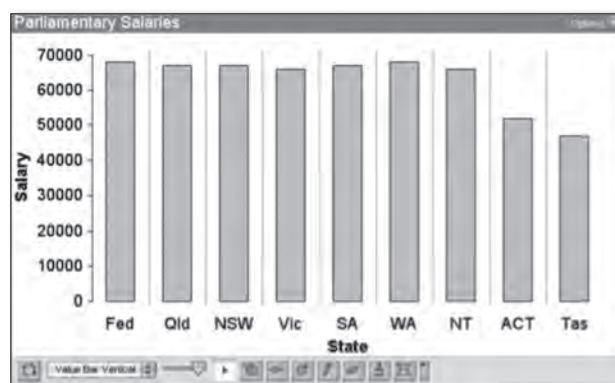 Parliamentary Salaries
Options
70000
60000
50000
40000
30000
20000
10000
0
Salary
Fed Qld NSW Vic SA WA NT ACT Tas
State
Value Bar Vertical